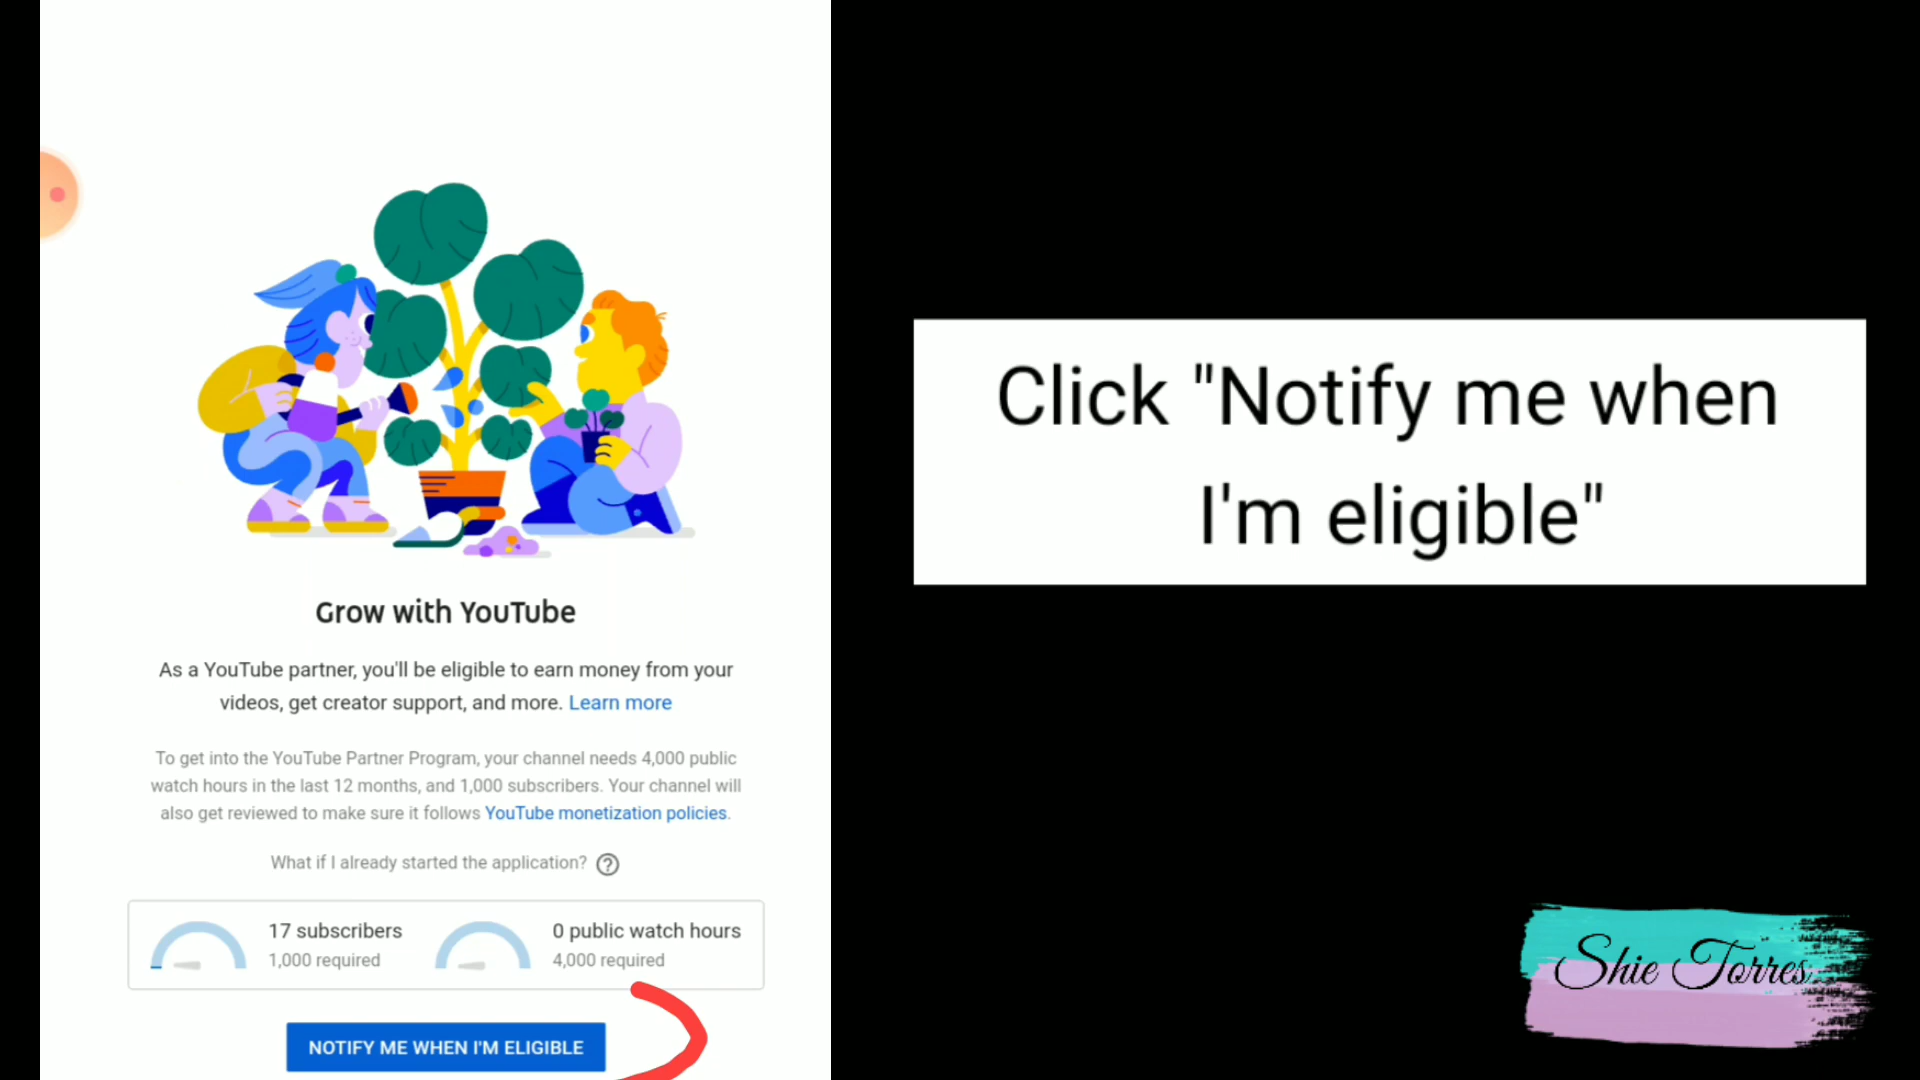 Grow with YouTube
As a YouTube partner, you'll be eligible to earn money from your
videos, get creator support, and more. Learn more
To get into the YouTube Partner Program, your channel needs 4,000 public
watch hours in the last 12 months, and 1,000 subscribers. Your channel will
also get reviewed to make sure it follows YouTube monetization policies.
What if I already started the application? ?
17 subscribers
1,000 required
0 public watch hours
4,000 required
NOTIFY ME WHEN I'M ELIGIBLE
Click "Notify me when
I'm eligible"
Shie Torres